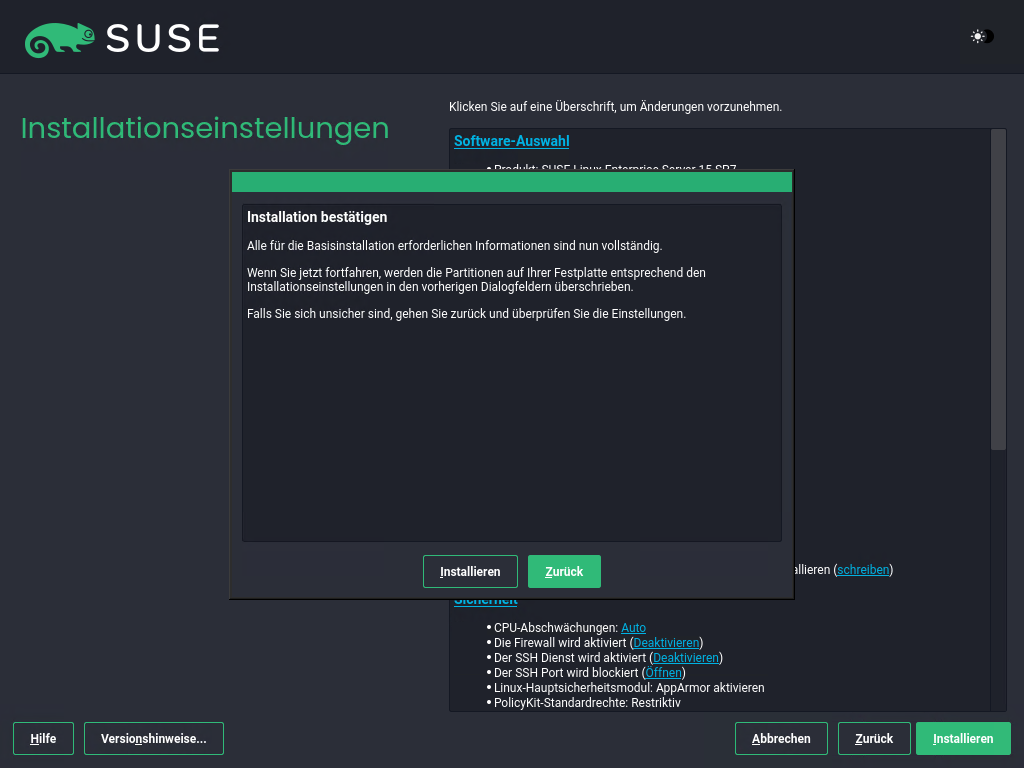 SUSE
Installationseinstellungen
Klicken Sie auf eine Überschrift, um Änderungen vorzunehmen.
Software-Auswahl
• Produkt: SUSE Linux Enterprise Server 15 SP7
Installation bestätigen
Alle für die Basisinstallation erforderlichen Informationen sind nun vollständig.
Wenn Sie jetzt fortfahren, werden die Partitionen auf Ihrer Festplatte entsprechend den
Installationseinstellungen in den vorherigen Dialogfeldern überschrieben.
Falls Sie sich unsicher sind, gehen Sie zurück und überprüfen Sie die Einstellungen.
Installieren Zurück
allieren (schreiben)
Sicherheit
• CPU-Abschwächungen: Auto
• Die Firewall wird aktiviert (Deaktivieren)
• Der SSH Dienst wird aktiviert (Deaktivieren)
• Der SSH Port wird blockiert (Öffnen)
• Linux-Hauptsicherheitsmodul: AppArmor aktivieren
• PolicyKit-Standardrechte: Restriktiv
Hilfe Versionshinweise... Abbrechen Zurück Installieren